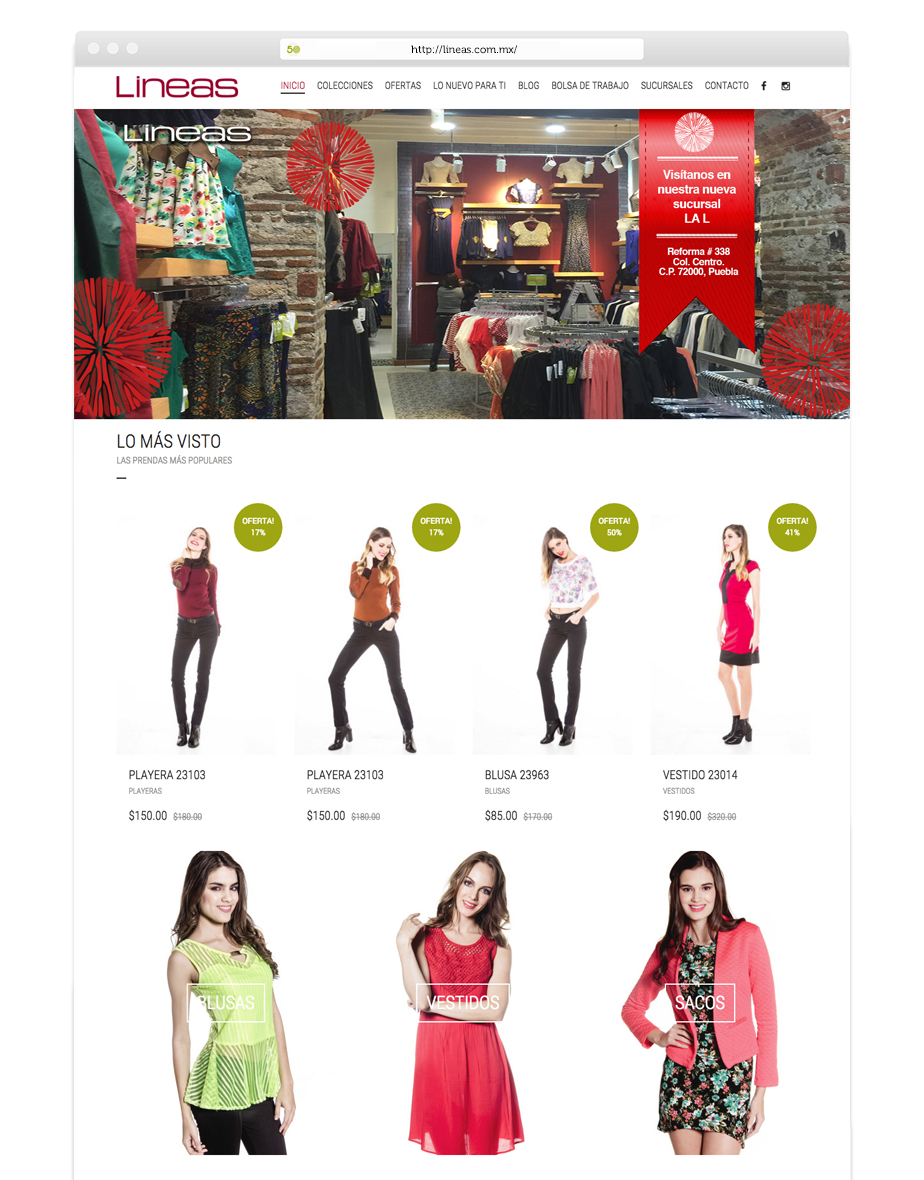 50
http://lineas.com.mx/
Lineas
INICIO COLECCIONES OFERTAS LO NUEVO PARA TI BLOG BOLSA DE TRABAJO SUCURSALES CONTACTO
Lineas
Visítanos en
nuestra nueva
sucursal
LA L
Reforma # 338
Col. Centro.
C.P. 72000, Puebla
LO MÁS VISTO
LAS PRENDAS MÁS POPULARES
OFERTA!
17%
OFERTA!
17%
OFERTA!
50%
OFERTA!
41%
PLAYERA 23103
PLAYERAS
$150.00 $180.00
PLAYERA 23103
PLAYERAS
$150.00 $180.00
BLUSA 23963
BLUSAS
$85.00 $170.00
VESTIDO 23014
VESTIDOS
$190.00 $320.00
BLUSAS
VESTIDOS
SACOS